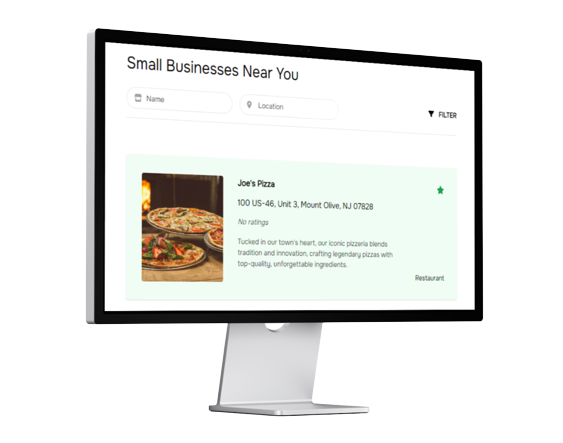 Small Businesses Near You
Name
Location
FILTER
Joe's Pizza
100 US-46, Unit 3, Mount Olive, NJ 07828
No ratings
Tucked in our town's heart, our iconic pizzeria blends
tradition and innovation, crafting legendary pizzas with
top-quality, unforgettable ingredients.
Restaurant